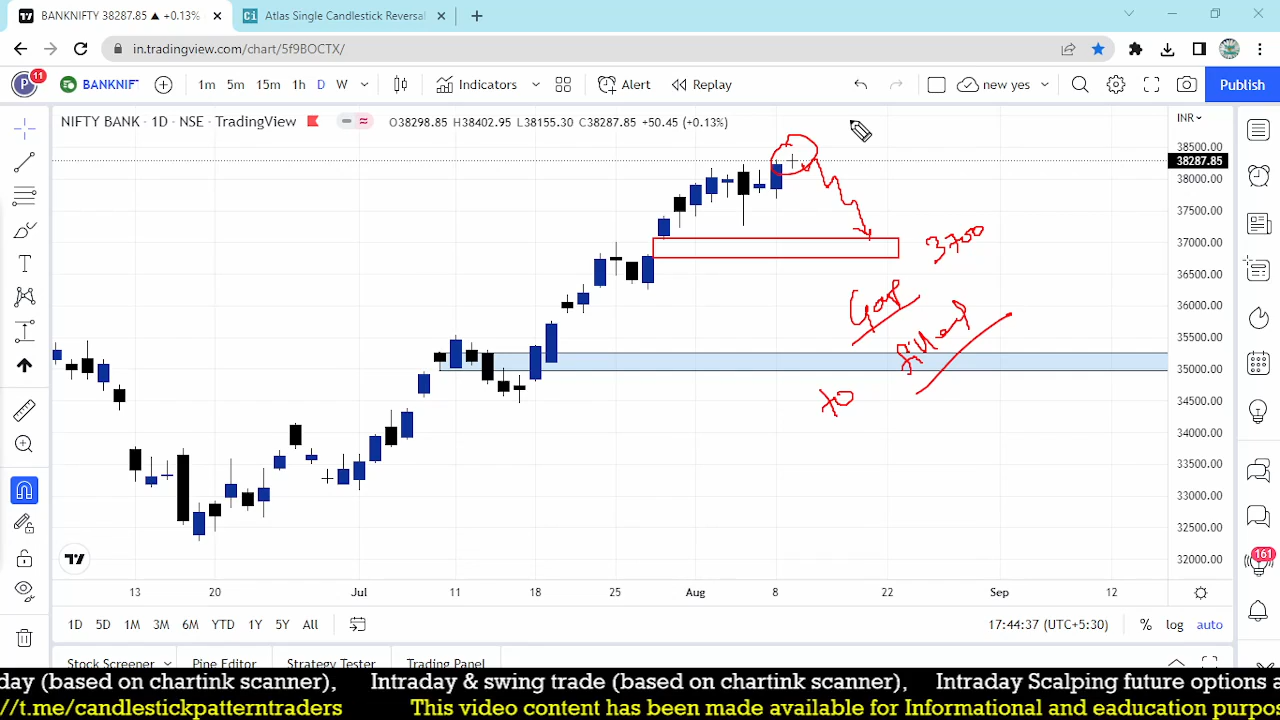 BANKNIFTY 38287.85 ▲ +0.13%
Atlas Single Candlestick Reversal
in.tradingview.com/chart/5f9BOCTX/
P 11
BANKNIFT
1m 5m 15m 1h D W
Indicators
Alert
Replay
new yes
Publish
NIFTY BANK · 1D · NSE · TradingView
O38298.85 H38402.95 L38155.30 C38287.85 +50.45 (+0.13%)
INR
38500.00
38287.85
38000.00
37500.00
37000.00
36500.00
36000.00
35500.00
35000.00
34500.00
34000.00
33500.00
33000.00
32500.00
32000.00
3700
Gap
filled
to
13 20 Jul 11 18 25 Aug 8 22 Sep 12
1D 5D 1M 3M 6M YTD 1Y 5Y All
17:44:37 (UTC+5:30)
% log auto
161
Stock Screener Pine Editor Strategy Tester Trading Panel
day (based on chartink scanner), Intraday & swing trade (based on chartink scanner), Intraday Scalping future options a
//t.me/candlestickpatterntraders This video content has been made available for Informational and eaducation purpos